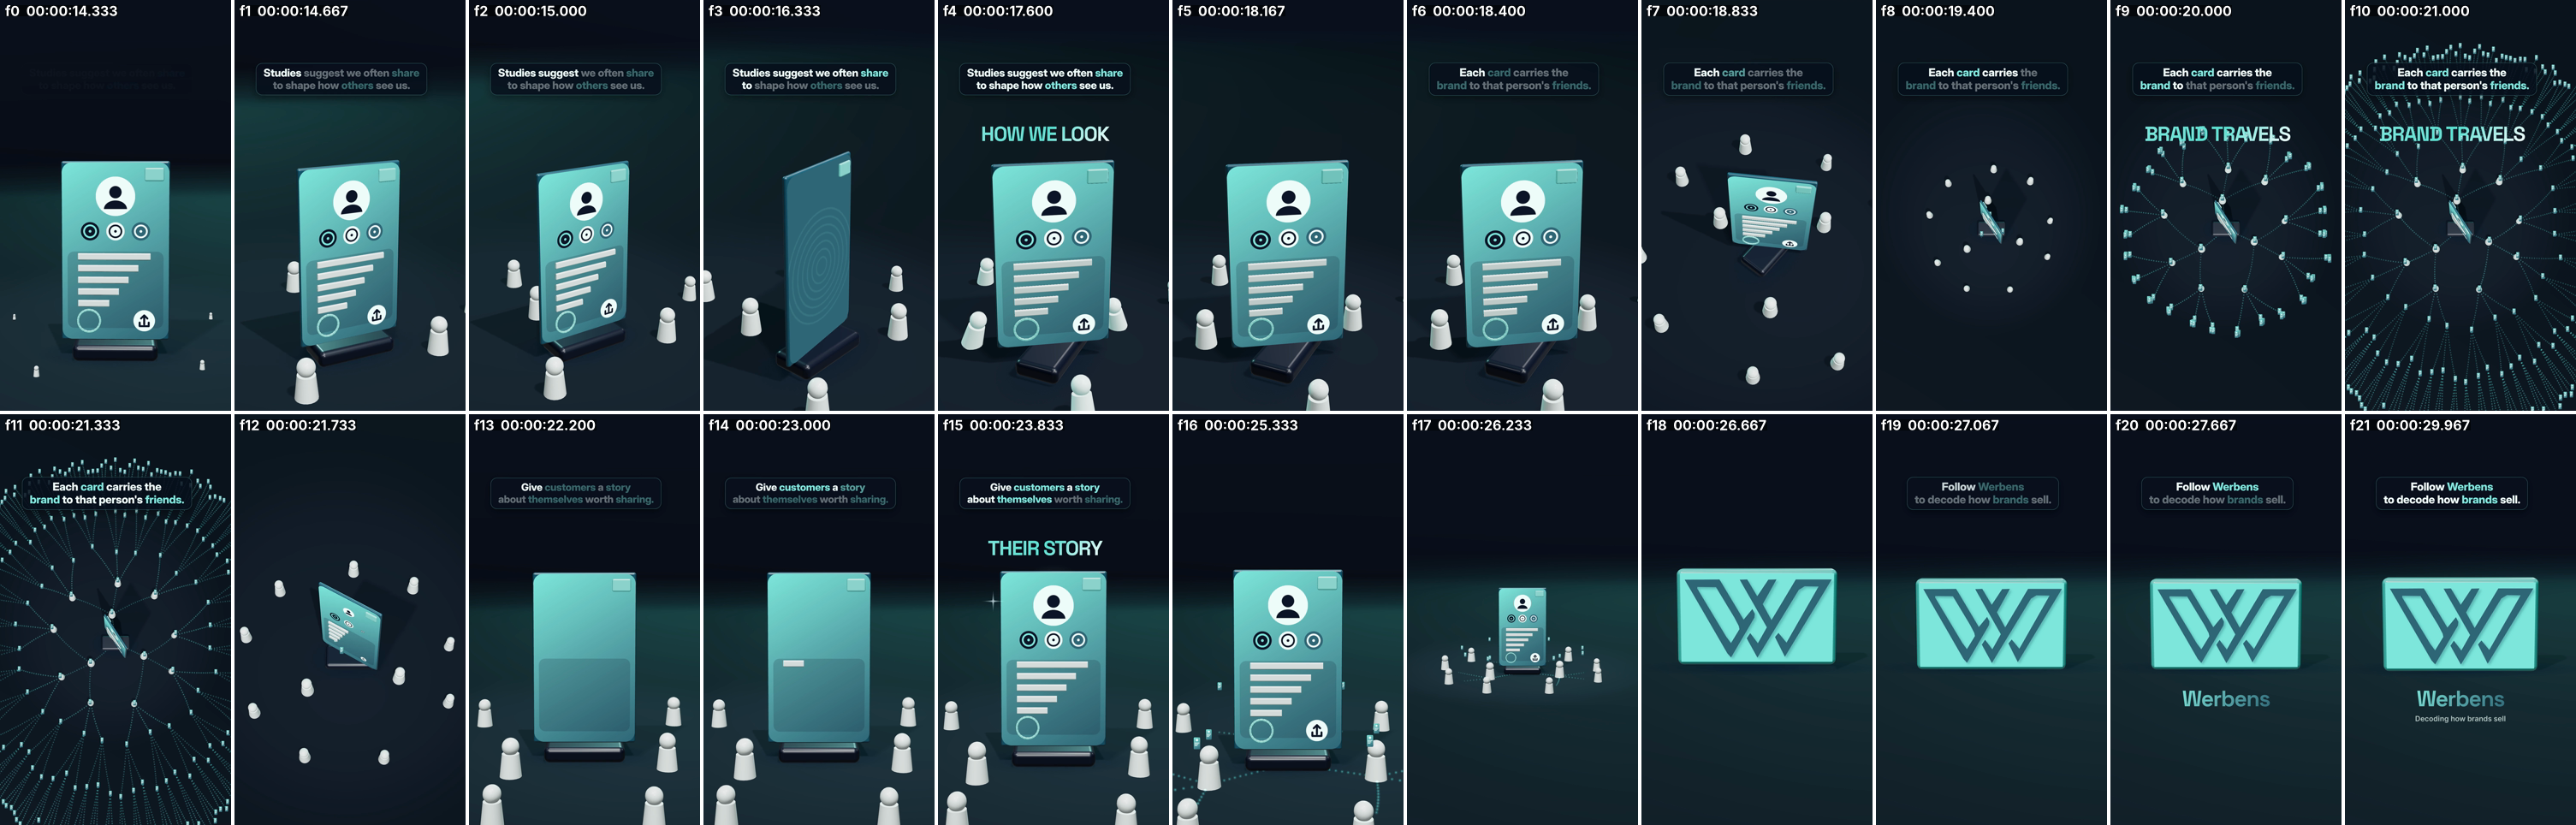 f0 00:00:14.333
Studies suggest we often share
to shape how others see us.
f1 00:00:14.667
Studies suggest we often share
to shape how others see us.
f2 00:00:15.000
Studies suggest we often share
to shape how others see us.
f3 00:00:16.333
Studies suggest we often share
to shape how others see us.
f4 00:00:17.600
Studies suggest we often share
to shape how others see us.
HOW WE LOOK
f5 00:00:18.167
f6 00:00:18.400
Each card carries the
brand to that person's friends.
f7 00:00:18.833
Each card carries the
brand to that person's friends.
f8 00:00:19.400
Each card carries the
brand to that person's friends.
f9 00:00:20.000
Each card carries the
brand to that person's friends.
BRAND TRAVELS
f10 00:00:21.000
Each card carries the
brand to that person's friends.
BRAND TRAVELS
f11 00:00:21.333
Each card carries the
brand to that person's friends.
f12 00:00:21.733
f13 00:00:22.200
Give customers a story
about themselves worth sharing.
f14 00:00:23.000
Give customers a story
about themselves worth sharing.
f15 00:00:23.833
Give customers a story
about themselves worth sharing.
THEIR STORY
f16 00:00:25.333
f17 00:00:26.233
f18 00:00:26.667
f19 00:00:27.067
Follow Werbens
to decode how brands sell.
f20 00:00:27.667
Follow Werbens
to decode how brands sell.
Werbens
f21 00:00:29.967
Follow Werbens
to decode how brands sell.
Werbens
Decoding how brands sell